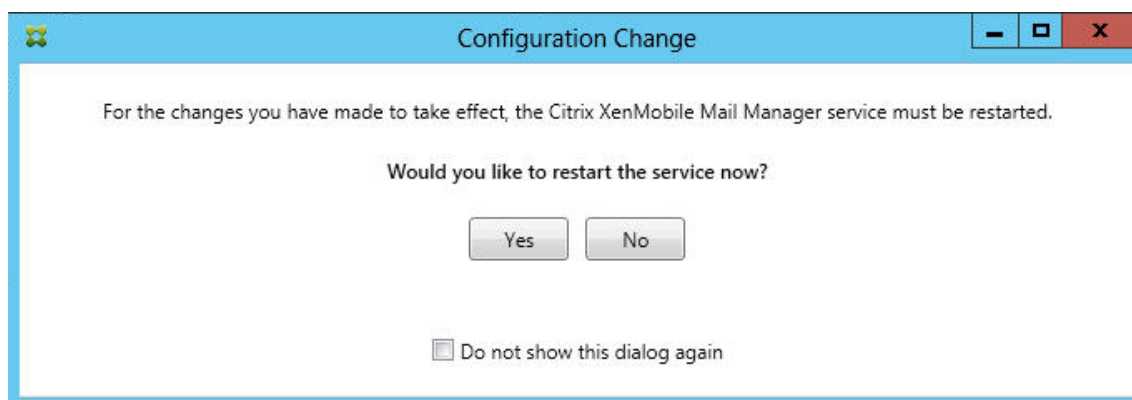 Configuration Change
For the changes you have made to take effect, the Citrix XenMobile Mail Manager service must be restarted.
Would you like to restart the service now?
Yes No
Do not show this dialog again